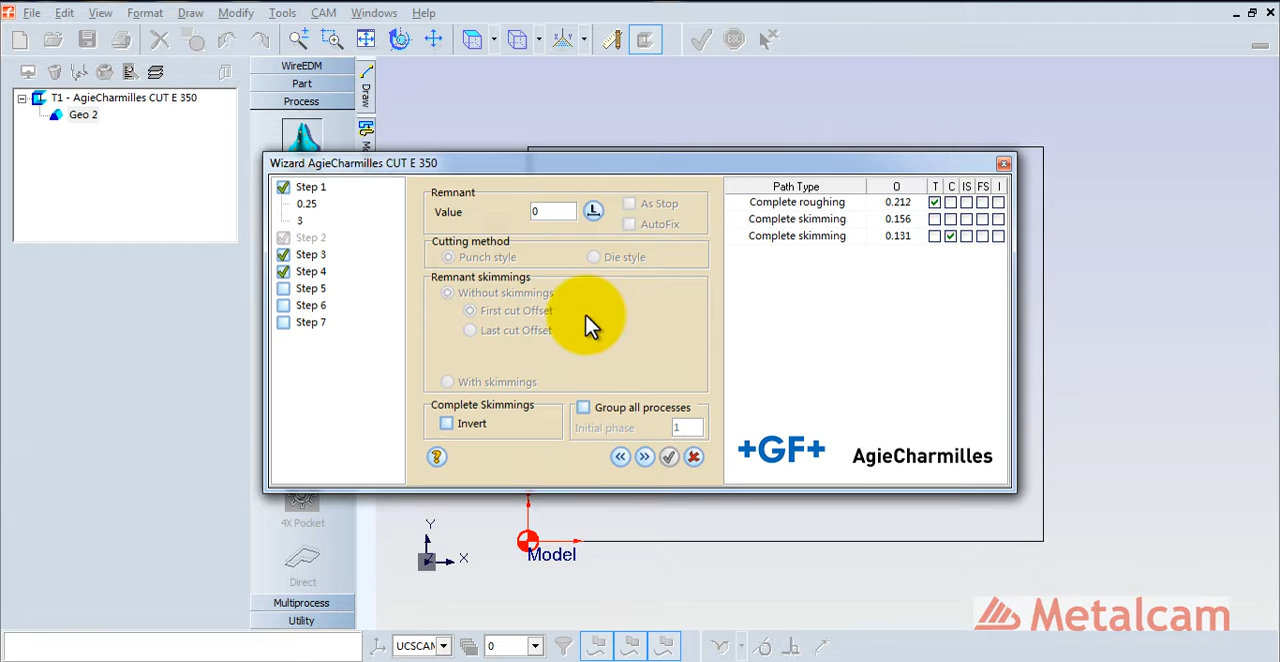 File Edit View Format Draw Modify Tools CAM Windows Help
WireEDM
Part
Process
Draw
T1 - AgieCharmilles CUT E 350
Geo 2
Wizard AgieCharmilles CUT E 350
Step 1
0.25
3
Step 2
Step 3
Step 4
Step 5
Step 6
Step 7
Remnant
Value 0 L As Stop
AutoFix
Cutting method
Punch style Die style
Remnant skimmings
Without skimmings
First cut Offset
Last cut Offset
With skimmings
Complete Skimmings
Invert
Group all processes
Initial phase 1
Path Type O T C IS FS I
Complete roughing 0.212
Complete skimming 0.156
Complete skimming 0.131
+GF+ AgieCharmilles
4X Pocket
Direct
Multiprocess
Utility
Y
X
Model
Metalcam
UCSCAN 0